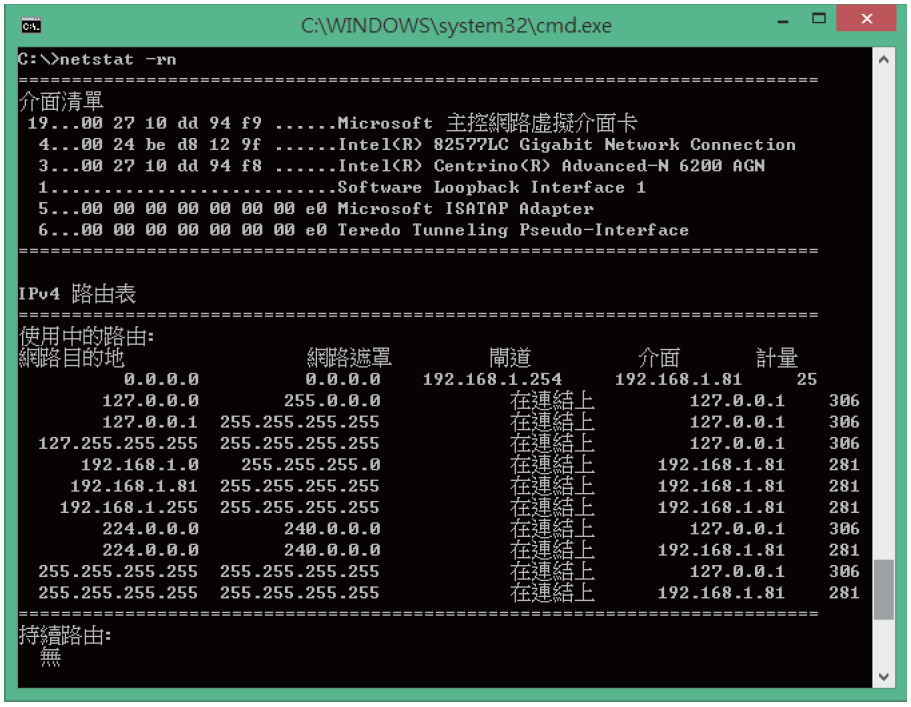 C:\WINDOWS\system32\cmd.exe
C:\>netstat -rn
===========================================================================
介面清單
19...00 27 10 dd 94 f9 ......Microsoft 主控網路虛擬介面卡
4...00 24 be d8 12 9f ......Intel(R) 82577LC Gigabit Network Connection
3...00 27 10 dd 94 f8 ......Intel(R) Centrino(R) Advanced-N 6200 AGN
1...........................Software Loopback Interface 1
5...00 00 00 00 00 00 00 e0 Microsoft ISATAP Adapter
6...00 00 00 00 00 00 00 e0 Teredo Tunneling Pseudo-Interface
===========================================================================
IPv4 路由表
===========================================================================
使用中的路由:
網路目的地 網路遮罩 閘道 介面 計量
0.0.0.0 0.0.0.0 192.168.1.254 192.168.1.81 25
127.0.0.0 255.0.0.0 在連結上 127.0.0.1 306
127.0.0.1 255.255.255.255 在連結上 127.0.0.1 306
127.255.255.255 255.255.255.255 在連結上 127.0.0.1 306
192.168.1.0 255.255.255.0 在連結上 192.168.1.81 281
192.168.1.81 255.255.255.255 在連結上 192.168.1.81 281
192.168.1.255 255.255.255.255 在連結上 192.168.1.81 281
224.0.0.0 240.0.0.0 在連結上 127.0.0.1 306
224.0.0.0 240.0.0.0 在連結上 192.168.1.81 281
255.255.255.255 255.255.255.255 在連結上 127.0.0.1 306
255.255.255.255 255.255.255.255 在連結上 192.168.1.81 281
===========================================================================
持續路由:
無